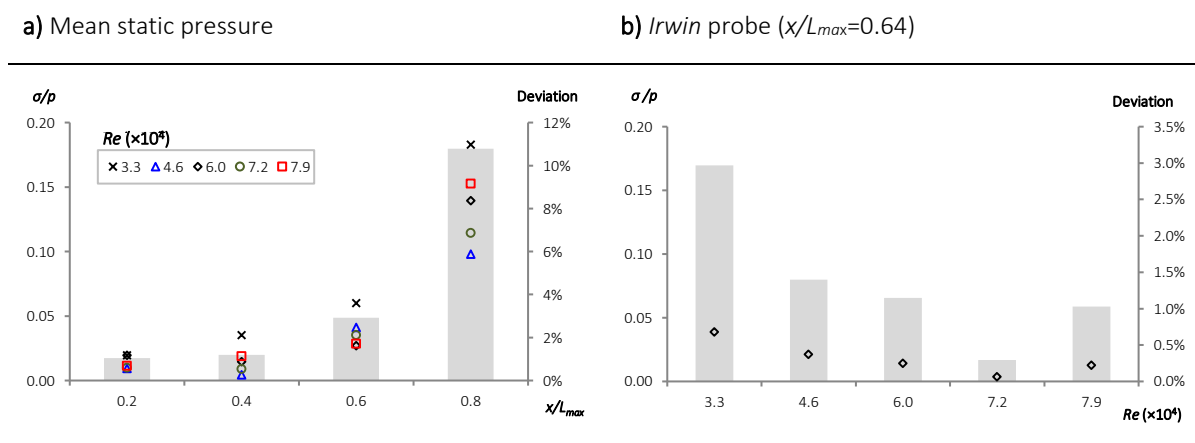 a) Mean static pressure
b) Irwin probe (x/Lmax=0.64)
σ/p
Deviation
Re (×10⁴)
× 3.3 △ 4.6 ◇ 6.0 ○ 7.2 □ 7.9
0.20
0.15
0.10
0.05
0.00
12%
10%
8%
6%
4%
2%
0%
0.2 0.4 0.6 0.8
x/Lmax
σ/p
Deviation
0.20
0.15
0.10
0.05
0.00
3.5%
3.0%
2.5%
2.0%
1.5%
1.0%
0.5%
0.0%
3.3 4.6 6.0 7.2 7.9
Re (×10⁴)